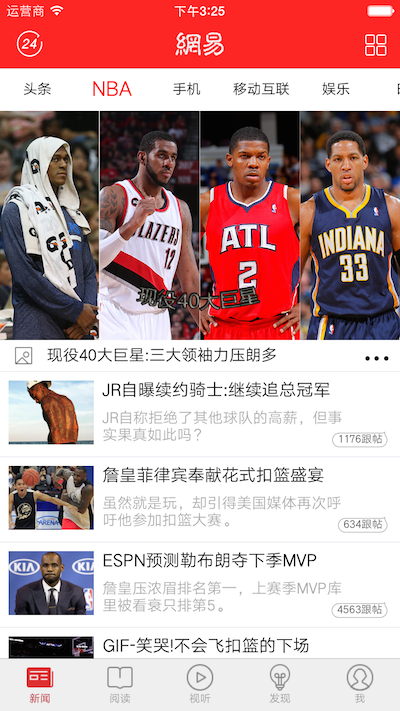 运营商 下午3:25
24 網易
头条 NBA 手机 移动互联 娱乐
LAZERS
12
ATL
2
INDIANA
33
现役40大巨星
现役40大巨星:三大领袖力压朗多
JR自曝续约骑士:继续追总冠军
JR自称拒绝了其他球队的高薪，但事
实果真如此吗？
1176跟帖
詹皇菲律宾奉献花式扣篮盛宴
虽然就是玩，却引得美国媒体再次呼
吁他参加扣篮大赛。
634跟帖
ESPN预测勒布朗夺下季MVP
詹皇压浓眉排名第一，上赛季MVP库
里被看衰只排第5。
4563跟帖
KIA
KIA
GIF-笑哭!不会飞扣篮的下场
新闻 阅读 视听 发现 我